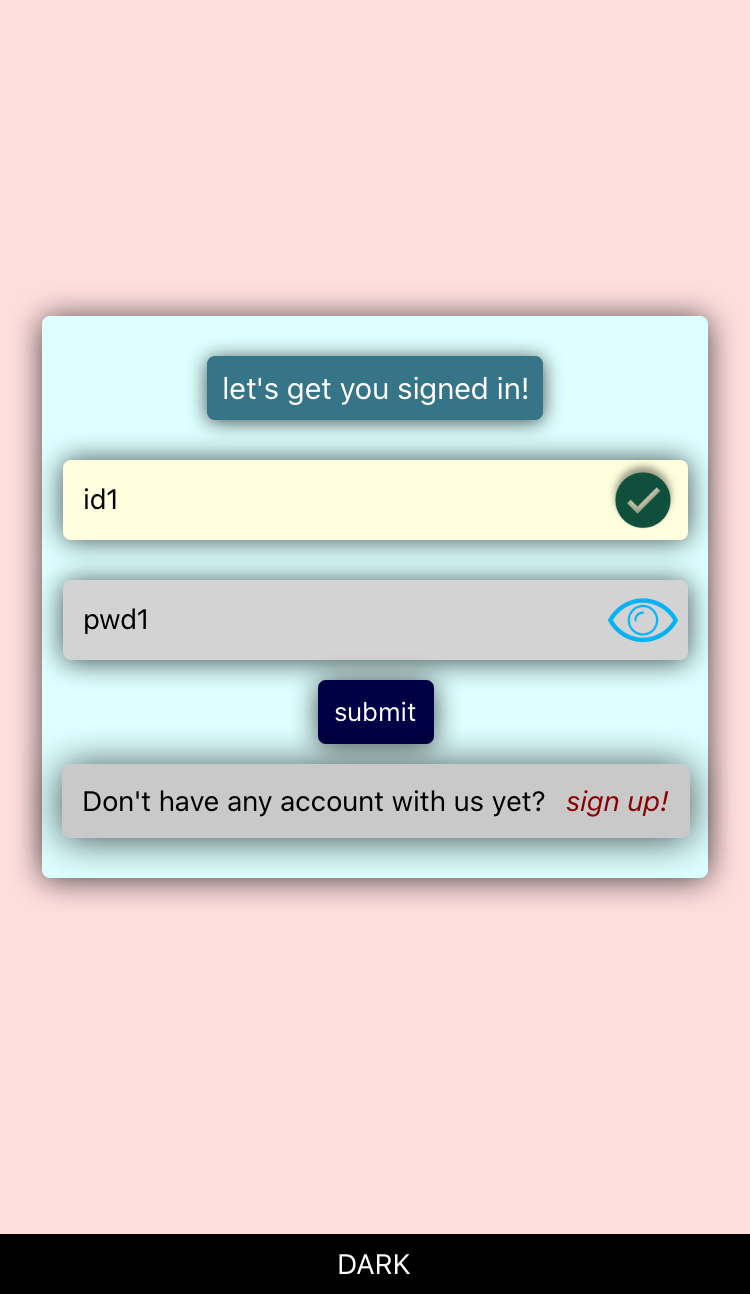 let's get you signed in!
id1
pwd1
submit
Don't have any account with us yet? sign up!
DARK